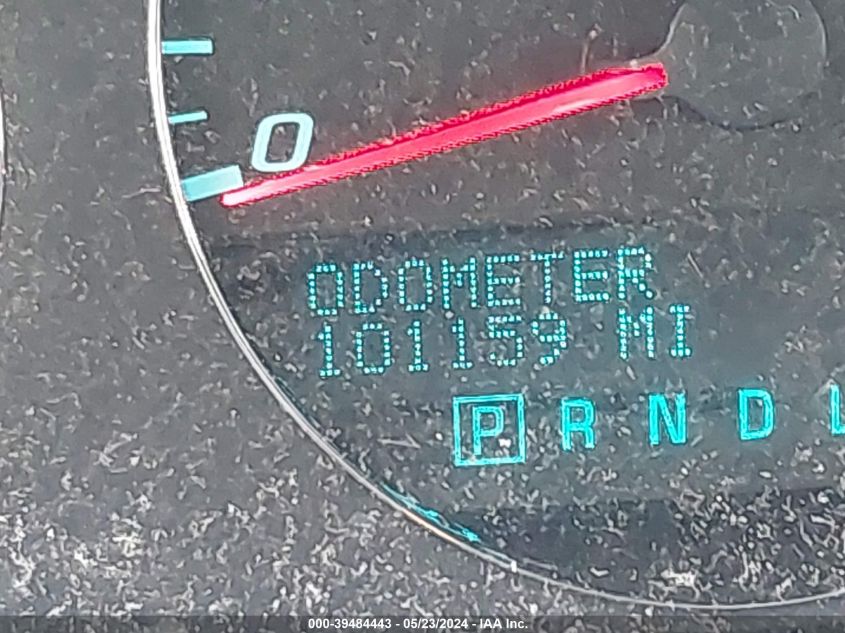 0
ODOMETER
101159 MI
P R N D L
000-39484443 - 05/23/2024 - IAA Inc.